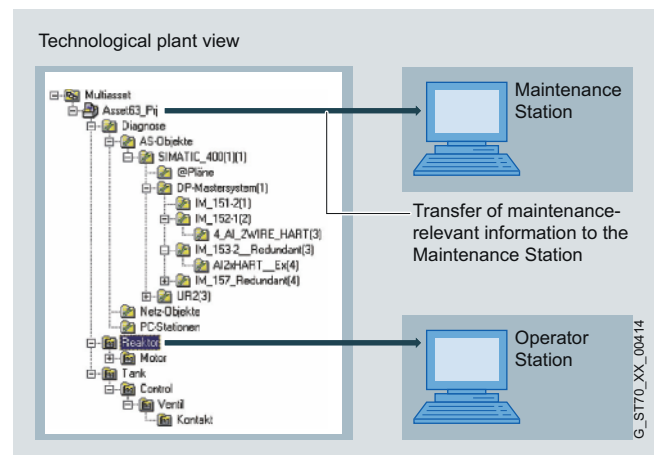 Technological plant view
Multiasset
Asset63_Prj
Diagnose
AS-Objekte
SIMATIC_400(1)(1)
@Pläne
DP-Mastersystem(1)
IM_151-2(1)
IM_152-1(2)
4_AI_2WIRE_HART(3)
IM_153-2__Redundant(3)
AI2xHART__Ex(4)
IM_157_Redundant(4)
UR2(3)
Netz-Objekte
PC-Stationen
Reaktor
Motor
Tank
Control
Ventil
Kontakt
Maintenance
Station
Transfer of maintenance-
relevant information to the
Maintenance Station
Operator
Station
G_ST70_XX_00414